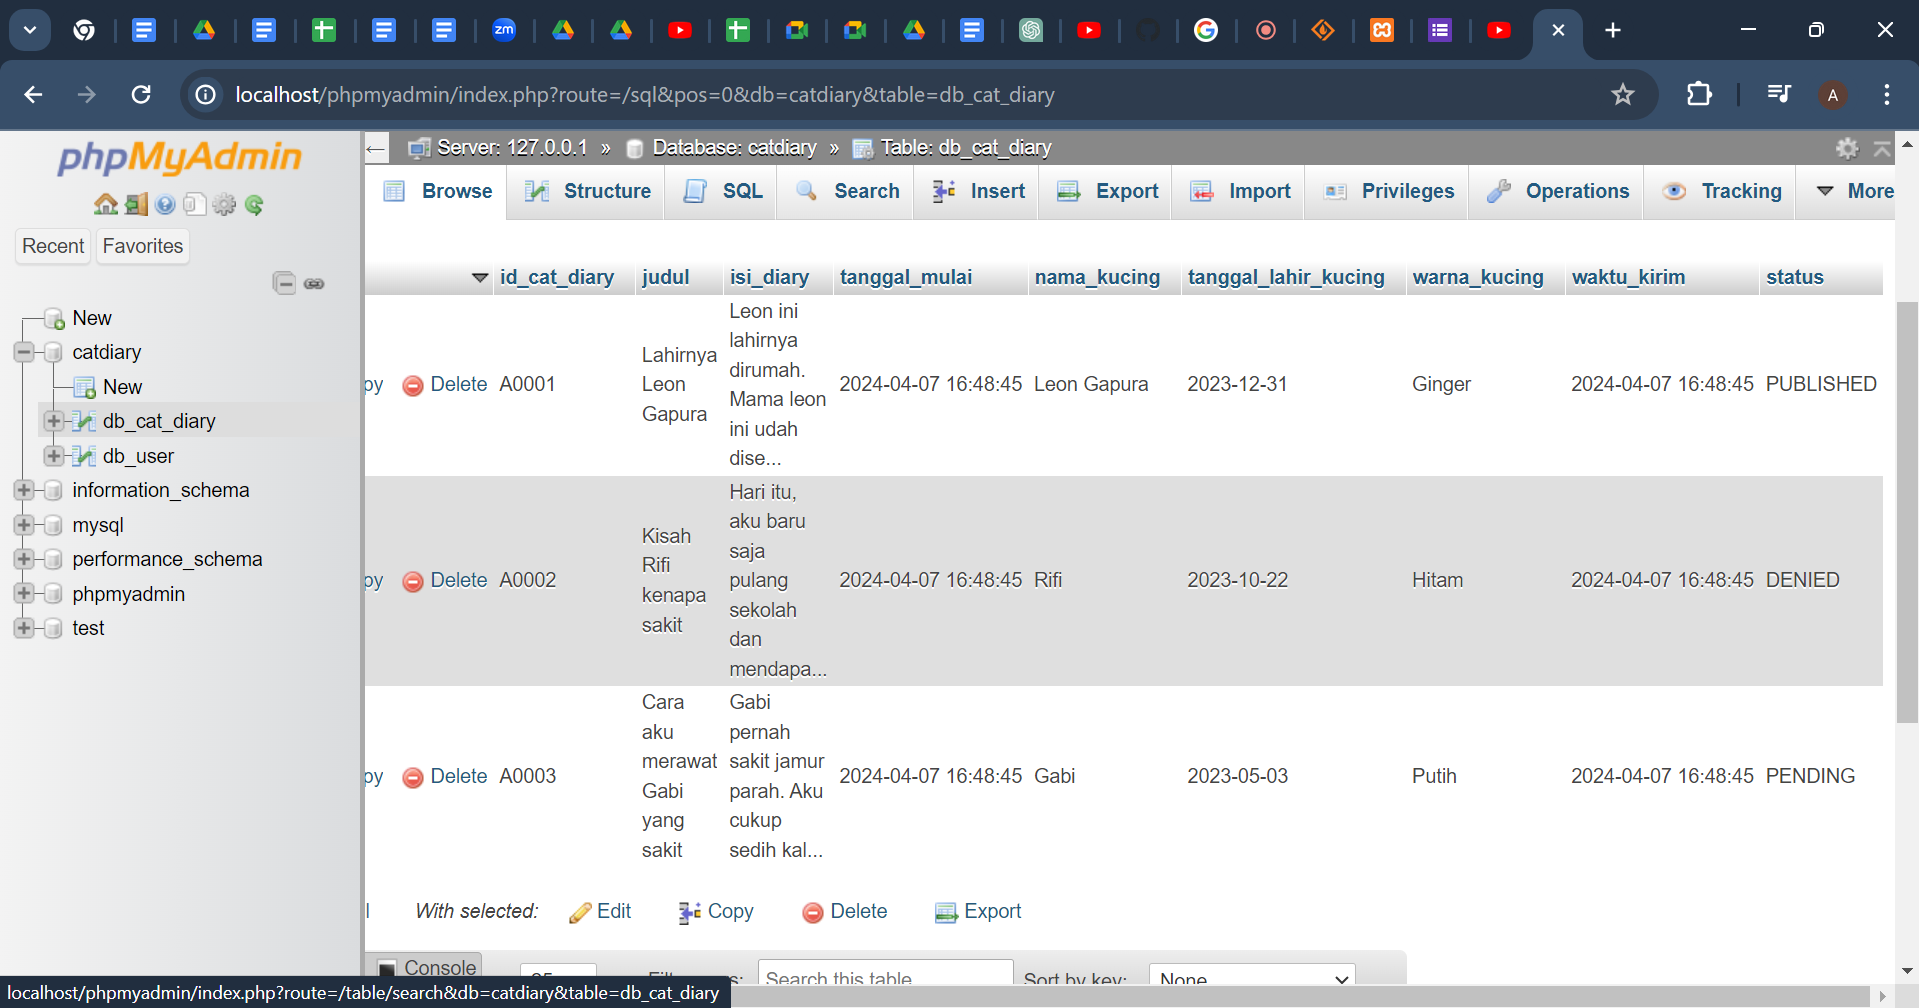 zm
localhost/phpmyadmin/index.php?route=/sql&pos=0&db=catdiary&table=db_cat_diary
A
phpMyAdmin
Recent
Favorites
New
catdiary
New
db_cat_diary
db_user
information_schema
mysql
performance_schema
phpmyadmin
test
Server: 127.0.0.1 » Database: catdiary » Table: db_cat_diary
Browse Structure SQL Search Insert Export Import Privileges Operations Tracking More
id_cat_diary judul isi_diary tanggal_mulai nama_kucing tanggal_lahir_kucing warna_kucing waktu_kirim status
py Delete A0001
Lahirnya
Leon
Gapura
Leon ini
lahirnya
dirumah.
Mama leon
ini udah
dise...
2024-04-07 16:48:45 Leon Gapura 2023-12-31 Ginger 2024-04-07 16:48:45 PUBLISHED
py Delete A0002
Kisah
Rifi
kenapa
sakit
Hari itu,
aku baru
saja
pulang
sekolah
dan
mendapa...
2024-04-07 16:48:45 Rifi 2023-10-22 Hitam 2024-04-07 16:48:45 DENIED
py Delete A0003
Cara
aku
merawat
Gabi
yang
sakit
Gabi
pernah
sakit jamur
parah. Aku
cukup
sedih kal...
2024-04-07 16:48:45 Gabi 2023-05-03 Putih 2024-04-07 16:48:45 PENDING
With selected: Edit Copy Delete Export
Console
Search this table
Sort by key: None
localhost/phpmyadmin/index.php?route=/table/search&db=catdiary&table=db_cat_diary